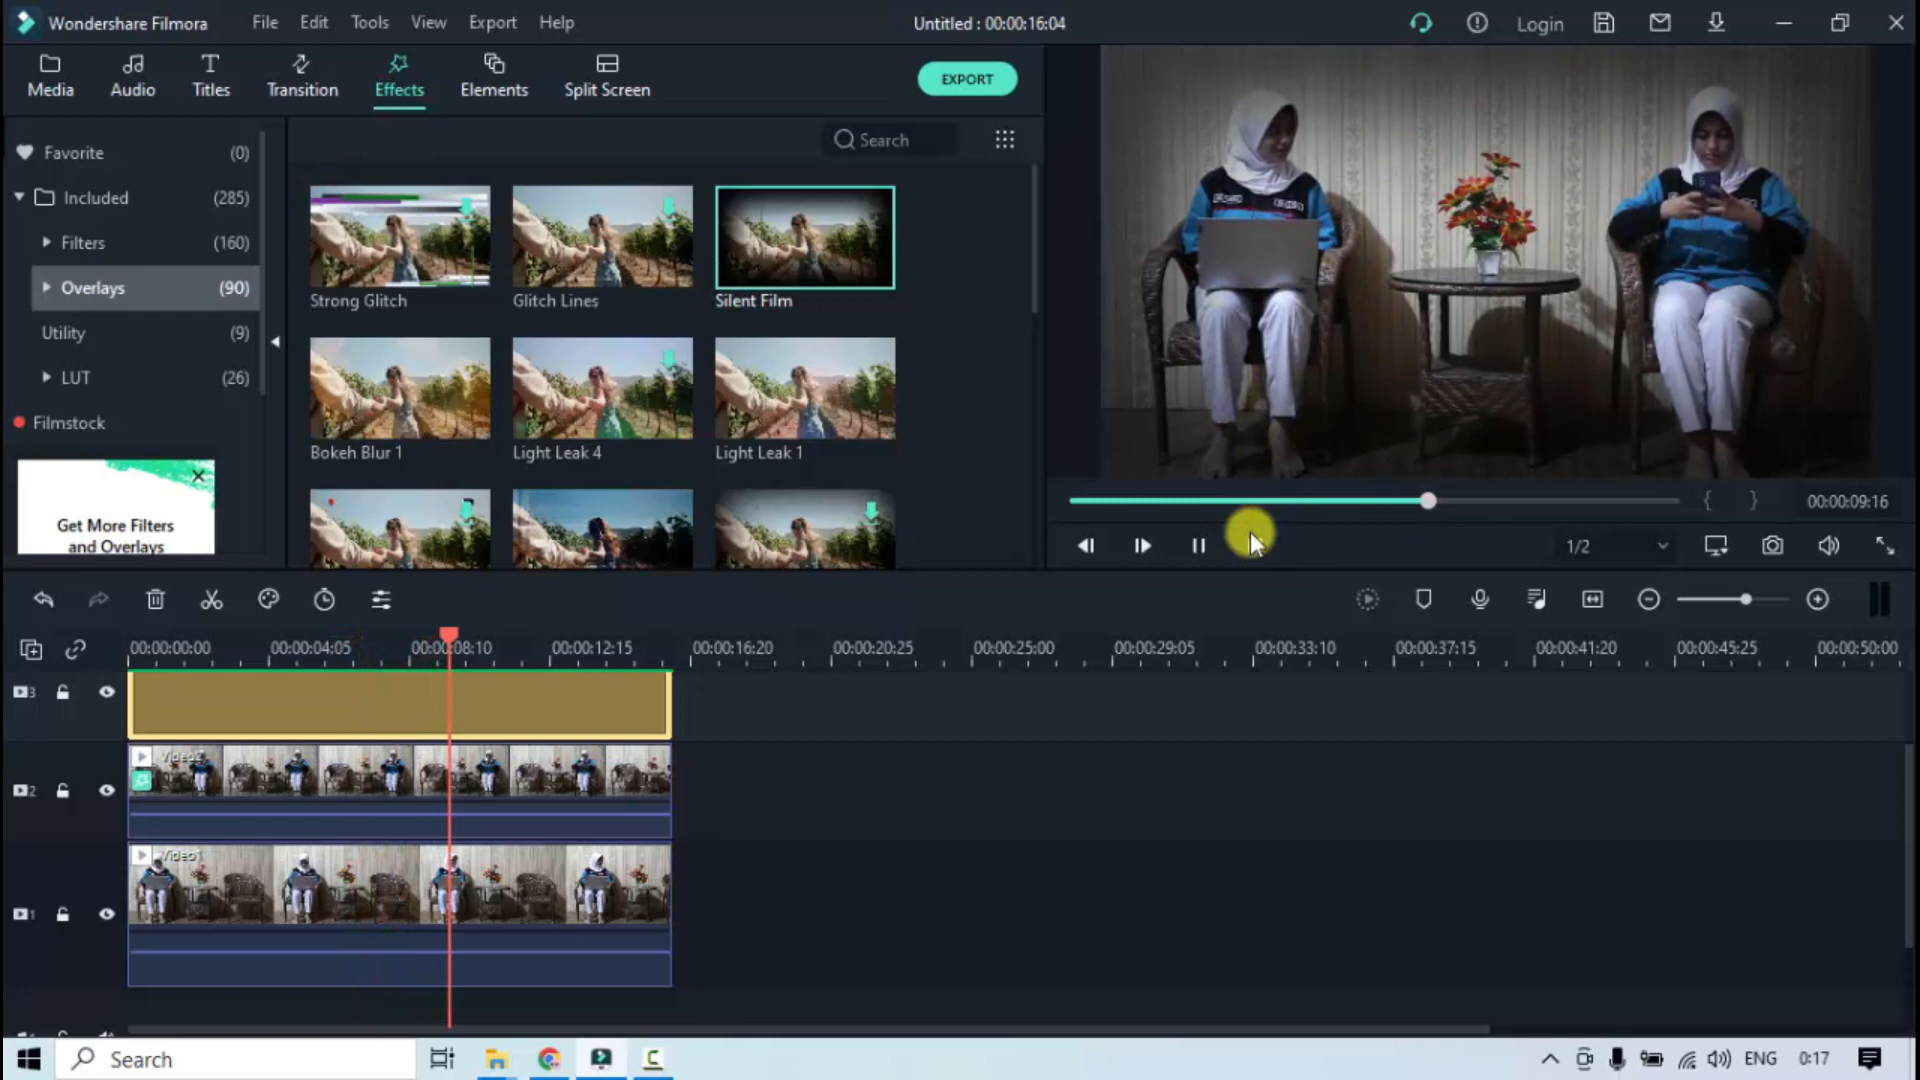 Wondershare Filmora File Edit Tools View Export Help Untitled : 00:00:16:04 Login
Media Audio Titles Transition Effects Elements Split Screen EXPORT
Favorite (0)
Search
Included (285)
Filters (160)
Overlays (90)
Utility (9)
LUT (26)
Filmstock
Get More Filters
and Overlays
Strong Glitch Glitch Lines Silent Film
Bokeh Blur 1 Light Leak 4 Light Leak 1
{ } 00:00:09:16
1/2
00:00:00:00 00:00:04:05 00:00:08:10 00:00:12:15 00:00:16:20 00:00:20:25 00:00:25:00 00:00:29:05 00:00:33:10 00:00:37:15 00:00:41:20 00:00:45:25 00:00:50:00
3
Video2
2
Video1
1
Search ENG 0:17